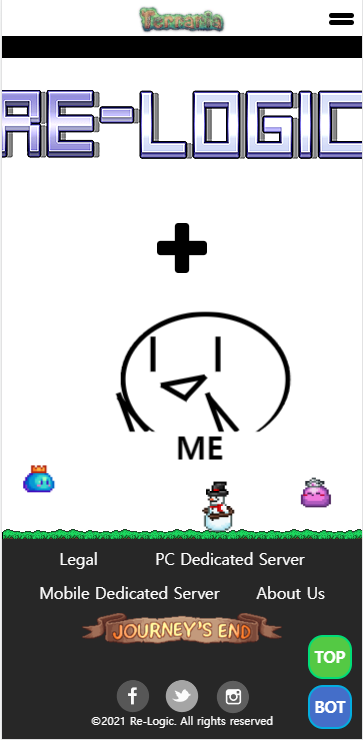 Terraria
RE-LOGIC
ME
Legal PC Dedicated Server
Mobile Dedicated Server About Us
JOURNEY'S END
TOP
BOT
©2021 Re-Logic. All rights reserved